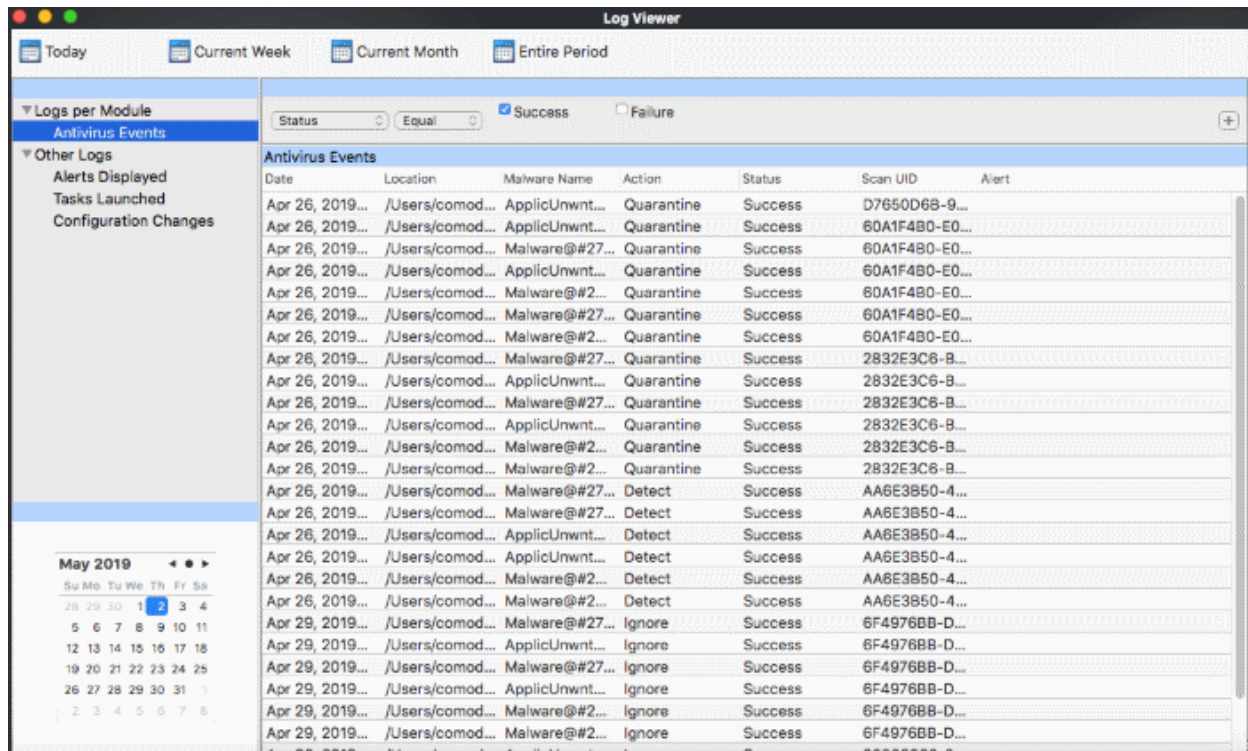 Log Viewer
Today Current Week Current Month Entire Period
Logs per Module
Antivirus Events
Other Logs
Alerts Displayed
Tasks Launched
Configuration Changes
Status Equal Success Failure
Antivirus Events
Date Location Malware Name Action Status Scan UID Alert
Apr 26, 2019... /Users/comod... ApplicUnwnt... Quarantine Success D7650D6B-9...
Apr 26, 2019... /Users/comod... ApplicUnwnt... Quarantine Success 60A1F4B0-E0...
Apr 26, 2019... /Users/comod... Malware@#27... Quarantine Success 60A1F4B0-E0...
Apr 26, 2019... /Users/comod... ApplicUnwnt... Quarantine Success 60A1F4B0-E0...
Apr 26, 2019... /Users/comod... Malware@#2... Quarantine Success 60A1F4B0-E0...
Apr 26, 2019... /Users/comod... Malware@#27... Quarantine Success 60A1F4B0-E0...
Apr 26, 2019... /Users/comod... Malware@#2... Quarantine Success 60A1F4B0-E0...
Apr 26, 2019... /Users/comod... Malware@#27... Quarantine Success 2832E3C6-B...
Apr 26, 2019... /Users/comod... ApplicUnwnt... Quarantine Success 2832E3C6-B...
Apr 26, 2019... /Users/comod... Malware@#27... Quarantine Success 2832E3C6-B...
Apr 26, 2019... /Users/comod... ApplicUnwnt... Quarantine Success 2832E3C6-B...
Apr 26, 2019... /Users/comod... Malware@#2... Quarantine Success 2832E3C6-B...
Apr 26, 2019... /Users/comod... Malware@#2... Quarantine Success 2832E3C6-B...
Apr 26, 2019... /Users/comod... Malware@#27... Detect Success AA6E3B50-4...
Apr 26, 2019... /Users/comod... Malware@#27... Detect Success AA6E3B50-4...
Apr 26, 2019... /Users/comod... ApplicUnwnt... Detect Success AA6E3B50-4...
Apr 26, 2019... /Users/comod... ApplicUnwnt... Detect Success AA6E3B50-4...
Apr 26, 2019... /Users/comod... Malware@#2... Detect Success AA6E3B50-4...
Apr 26, 2019... /Users/comod... Malware@#2... Detect Success AA6E3B50-4...
Apr 29, 2019... /Users/comod... Malware@#27... Ignore Success 6F4976BB-D...
Apr 29, 2019... /Users/comod... ApplicUnwnt... Ignore Success 6F4976BB-D...
Apr 29, 2019... /Users/comod... Malware@#27... Ignore Success 6F4976BB-D...
Apr 29, 2019... /Users/comod... ApplicUnwnt... Ignore Success 6F4976BB-D...
Apr 29, 2019... /Users/comod... Malware@#2... Ignore Success 6F4976BB-D...
Apr 29, 2019... /Users/comod... Malware@#2... Ignore Success 6F4976BB-D...
May 2019
Su Mo Tu We Th Fr Sa
28 29 30 1 2 3 4
5 6 7 8 9 10 11
12 13 14 15 16 17 18
19 20 21 22 23 24 25
26 27 28 29 30 31 1
2 3 4 5 6 7 8